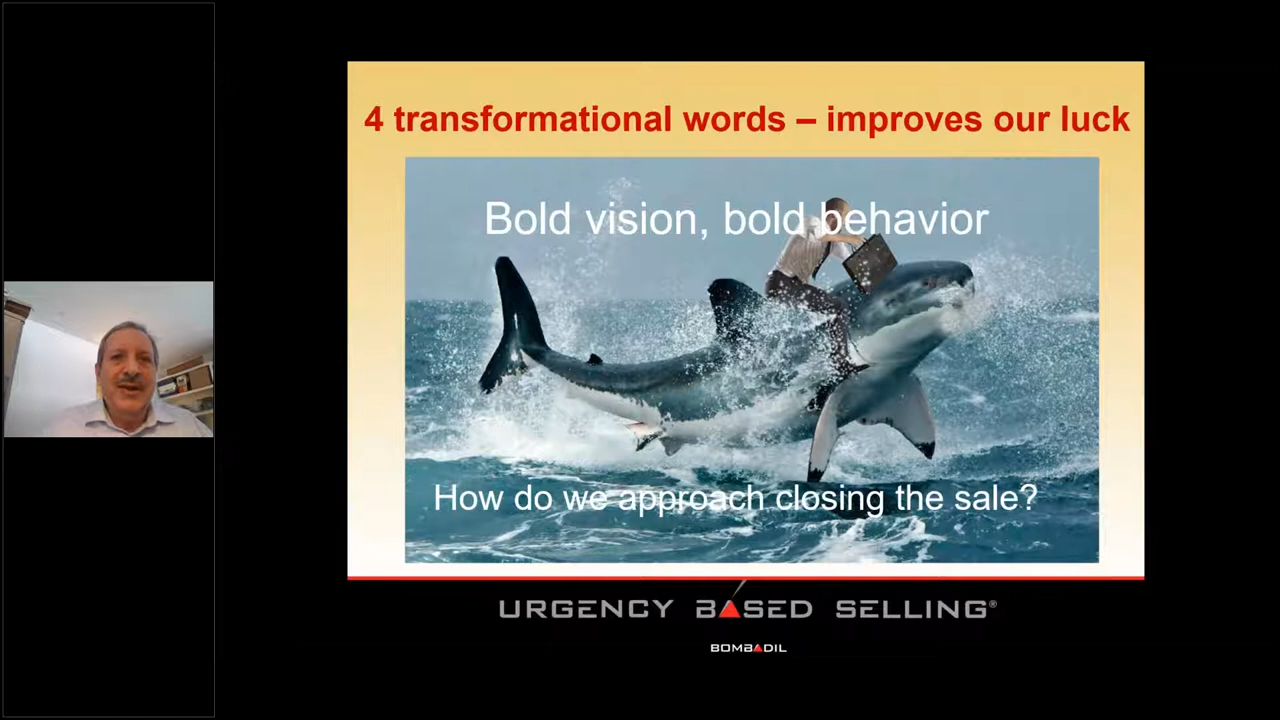 4 transformational words – improves our luck
Bold vision, bold behavior
How do we approach closing the sale?
URGENCY BASED SELLING®
BOMBADIL